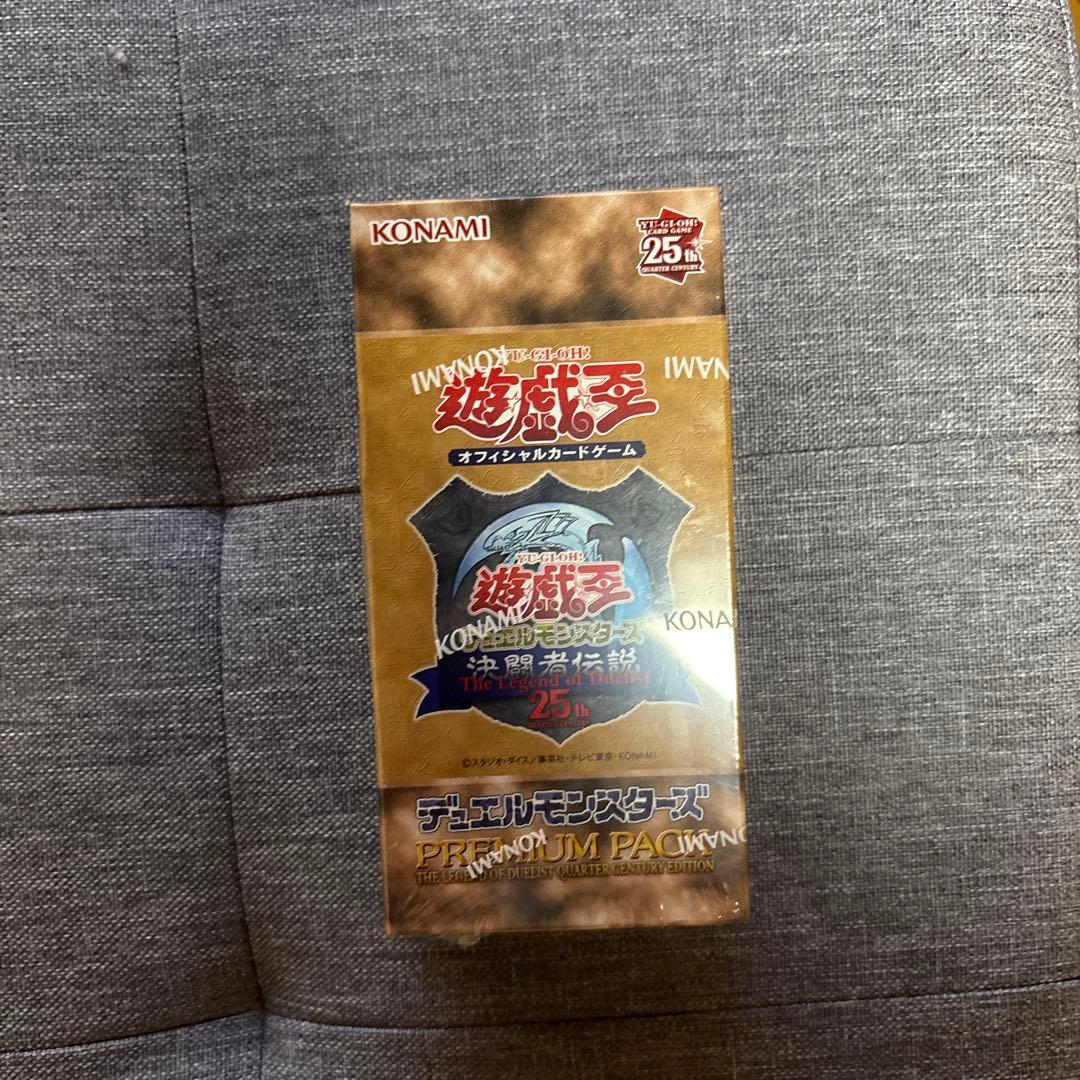 KONAMI
YU-GI-OH!
CARD GAME
25th
QUARTER CENTURY
YU-GI-OH!
KONAMI
KONAMI
遊戯王
オフィシャルカードゲーム
YU-GI-OH!
遊戯王
KONAMI
KONA
デュエルモンスターズ
決闘者伝説
The Legend of Duelist
25th
QUARTER CENTURY
©スタジオ・ダイス／集英社・テレビ東京・KONAMI
デュエルモンスターズ
PREMIUM PACK
KONAMI
KONAMI
THE LEGEND OF DUELIST QUARTER CENTURY EDITION